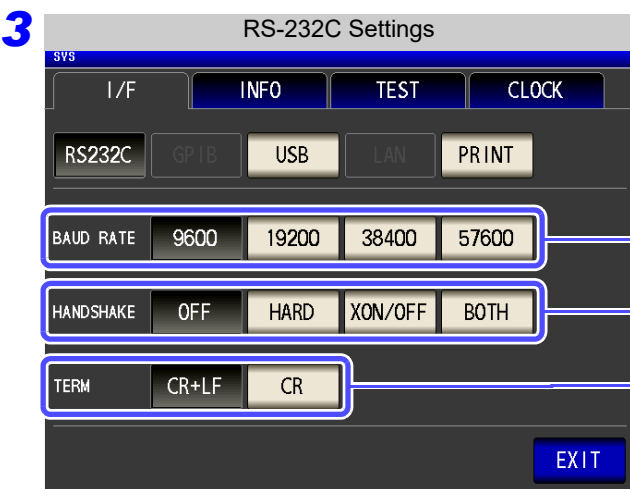 3
RS-232C Settings
SYS
I/F INFO TEST CLOCK
RS232C GPIB USB LAN PRINT
BAUD RATE 9600 19200 38400 57600
HANDSHAKE OFF HARD XON/OFF BOTH
TERM CR+LF CR
EXIT